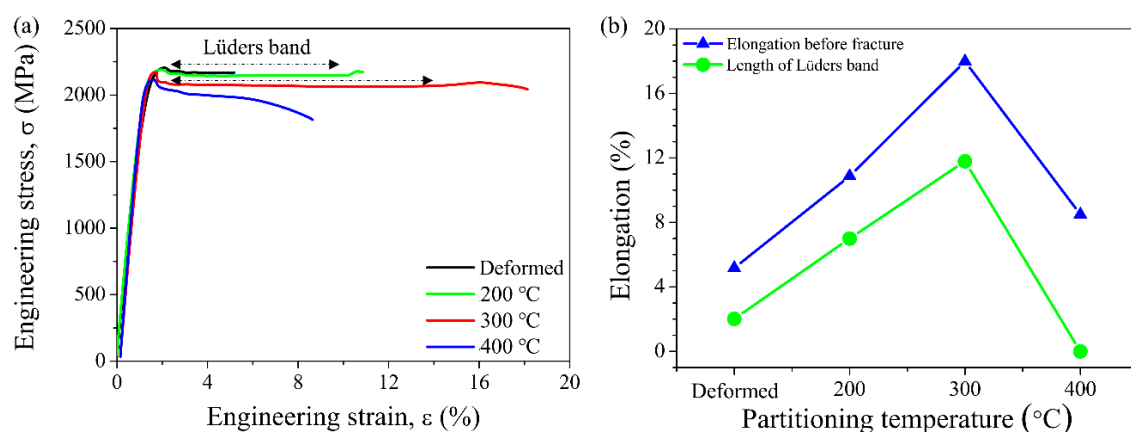 (a)
Engineering stress, σ (MPa)
2500
2000
1500
1000
500
0
Lüders band
Deformed
200 °C
300 °C
400 °C
0 4 8 12 16 20
Engineering strain, ε (%)
(b)
Elongation (%)
20
16
12
8
4
0
Elongation before fracture
Length of Lüders band
Deformed 200 300 400
Partitioning temperature (°C)